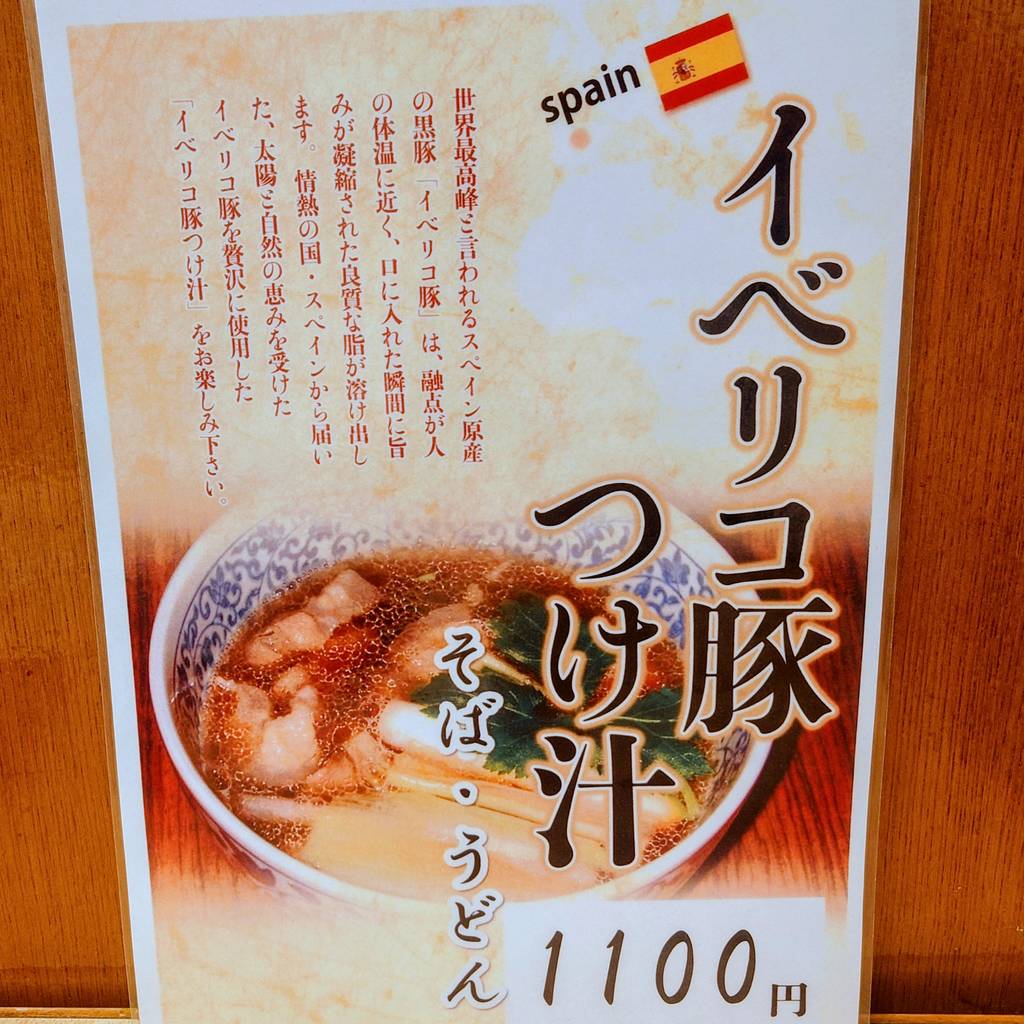 spain
イベリコ豚
つけ汁
そば・うどん
世界最高峰と言われるスペイン原産
の黒豚「イベリコ豚」は、融点が人
の体温に近く、口に入れた瞬間に旨
みが凝縮された良質な脂が溶け出し
ます。情熱の国・スペインから届い
た、太陽と自然の恵みを受けた
イベリコ豚を贅沢に使用した
「イベリコ豚つけ汁」をお楽しみ下さい。
1100円